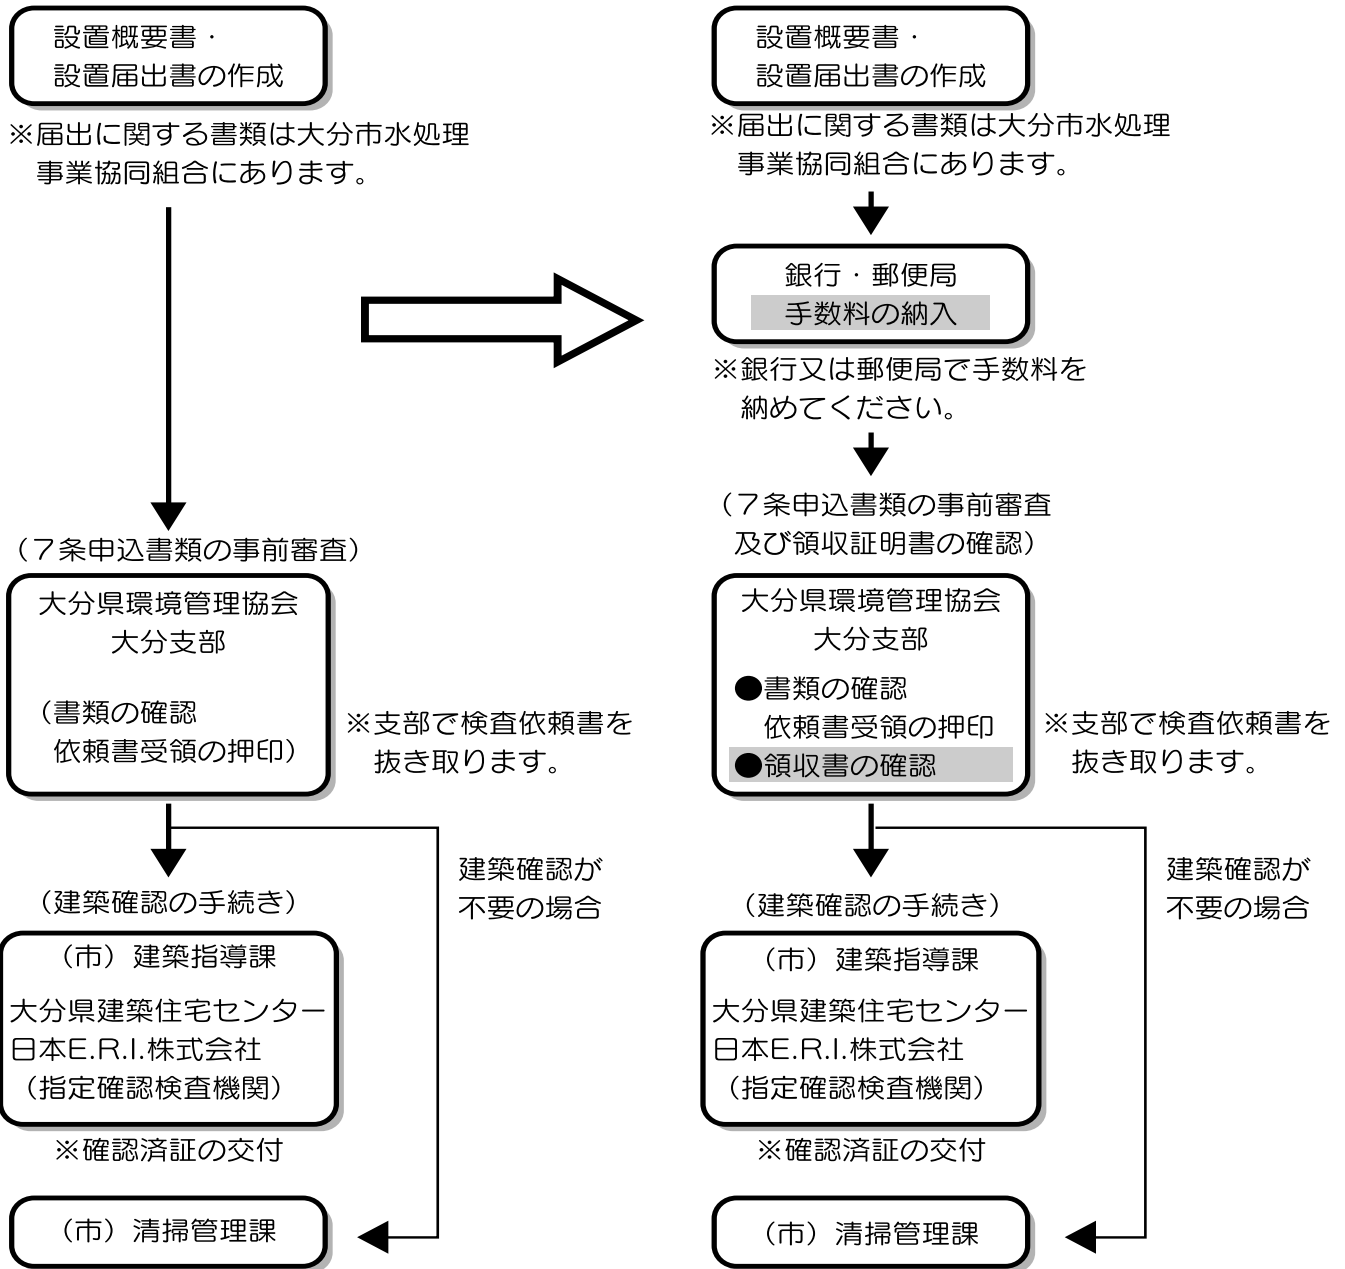 設置概要書・
設置届出書の作成
※届出に関する書類は大分市水処理
事業協同組合にあります。
（7条申込書類の事前審査）
大分県環境管理協会
大分支部
（書類の確認
依頼書受領の押印）
※支部で検査依頼書を
抜き取ります。
建築確認が
不要の場合
（建築確認の手続き）
（市）建築指導課
大分県建築住宅センター
日本E.R.I.株式会社
（指定確認検査機関）
※確認済証の交付
（市）清掃管理課
設置概要書・
設置届出書の作成
※届出に関する書類は大分市水処理
事業協同組合にあります。
銀行・郵便局
手数料の納入
※銀行又は郵便局で手数料を
納めてください。
（7条申込書類の事前審査
及び領収証明書の確認）
大分県環境管理協会
大分支部
●書類の確認
依頼書受領の押印
●領収書の確認
※支部で検査依頼書を
抜き取ります。
建築確認が
不要の場合
（建築確認の手続き）
（市）建築指導課
大分県建築住宅センター
日本E.R.I.株式会社
（指定確認検査機関）
※確認済証の交付
（市）清掃管理課